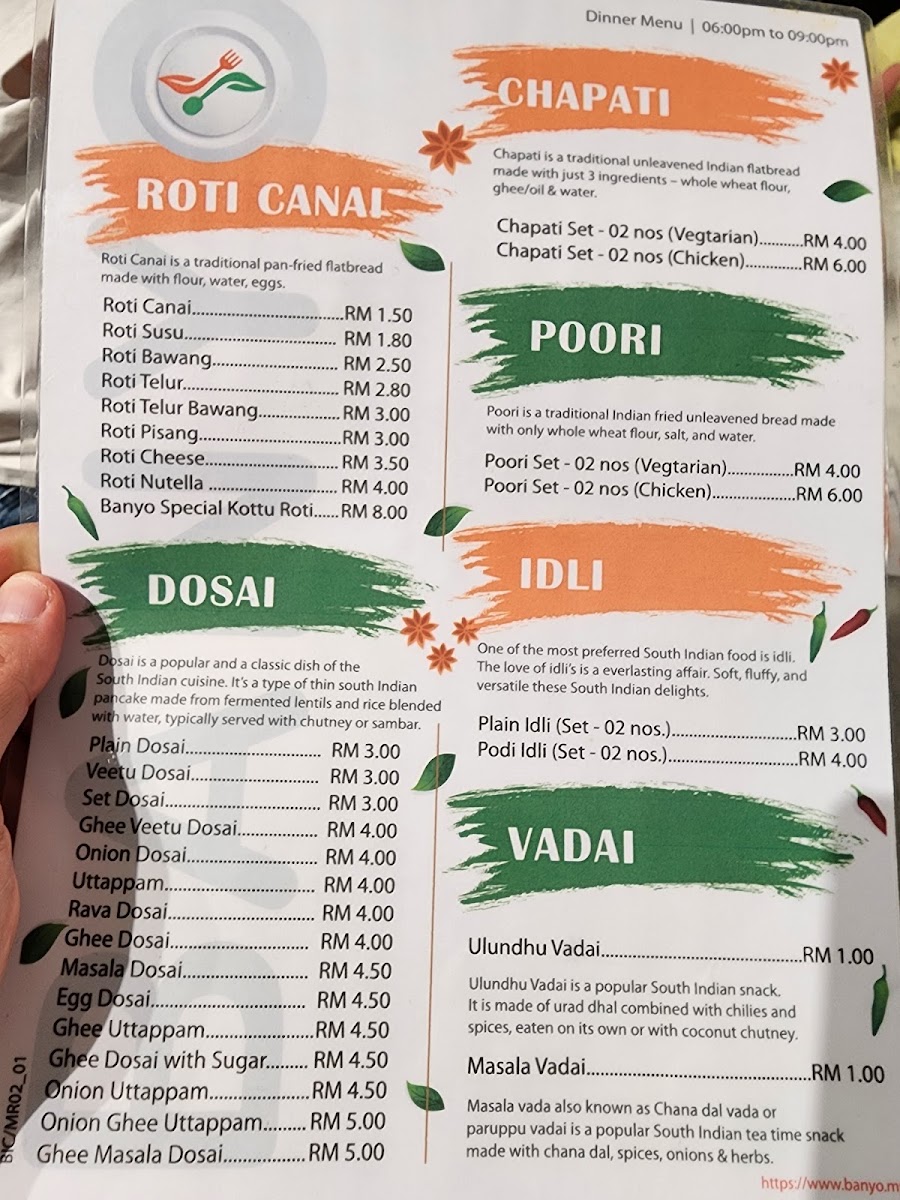 Dinner Menu | 06:00pm to 09:00pm
ROTI CANAI
Roti Canai is a traditional pan-fried flatbread
made with flour, water, eggs.
Roti Canai................................RM 1.50
Roti Susu................................ RM 1.80
Roti Bawang.......................... RM 2.50
Roti Telur................................. RM 2.80
Roti Telur Bawang.................RM 3.00
Roti Pisang..............................RM 3.00
Roti Cheese............................ RM 3.50
Roti Nutella ........................... RM 4.00
Banyo Special Kottu Roti......RM 8.00
DOSAI
Dosai is a popular and a classic dish of the
South Indian cuisine. It's a type of thin south Indian
pancake made from fermented lentils and rice blended
with water, typically served with chutney or sambar.
Plain Dosai............................ RM 3.00
Veetu Dosai.......................... RM 3.00
Set Dosai................................ RM 3.00
Ghee Veetu Dosai................ RM 4.00
Onion Dosai.......................... RM 4.00
Uttappam.............................. RM 4.00
Rava Dosai............................. RM 4.00
Ghee Dosai........................... RM 4.00
Masala Dosai......................... RM 4.50
Egg Dosai............................... RM 4.50
Ghee Uttappam.....................RM 4.50
Ghee Dosai with Sugar......... RM 4.50
Onion Uttappam...................RM 4.50
Onion Ghee Uttappam.........RM 5.00
Ghee Masala Dosai................RM 5.00
BIC/MR02_01
CHAPATI
Chapati is a traditional unleavened Indian flatbread
made with just 3 ingredients – whole wheat flour,
ghee/oil & water.
Chapati Set - 02 nos (Vegtarian)...........RM 4.00
Chapati Set - 02 nos (Chicken)..............RM 6.00
POORI
Poori is a traditional Indian fried unleavened bread made
with only whole wheat flour, salt, and water.
Poori Set - 02 nos (Vegtarian)...............RM 4.00
Poori Set - 02 nos (Chicken)...................RM 6.00
IDLI
One of the most preferred South Indian food is idli.
The love of idli's is a everlasting affair. Soft, fluffy, and
versatile these South Indian delights.
Plain Idli (Set - 02 nos.)...........................RM 3.00
Podi Idli (Set - 02 nos.)............................RM 4.00
VADAI
Ulundhu Vadai.........................................RM 1.00
Ulundhu Vadai is a popular South Indian snack.
It is made of urad dhal combined with chilies and
spices, eaten on its own or with coconut chutney.
Masala Vadai.............................................RM 1.00
Masala vada also known as Chana dal vada or
paruppu vadai is a popular South Indian tea time snack
made with chana dal, spices, onions & herbs.
https://www.banyo.m
BANYO